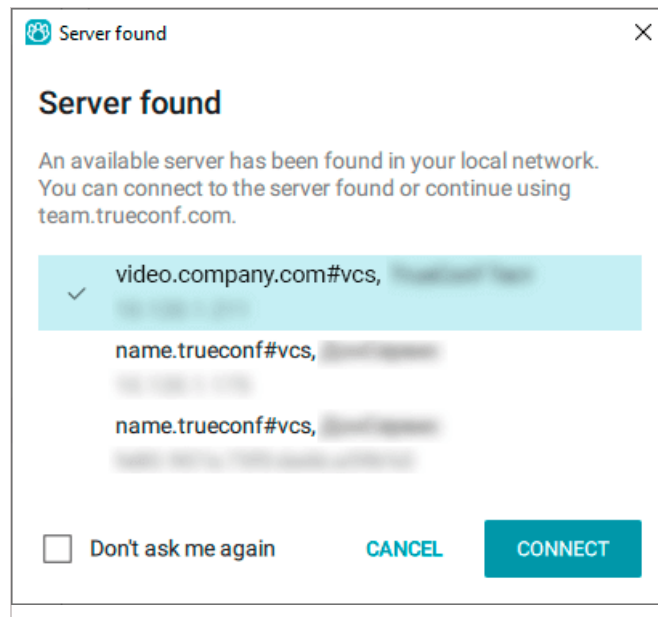 Server found
Server found
An available server has been found in your local network.
You can connect to the server found or continue using
team.trueconf.com.
video.company.com#vcs,
name.trueconf#vcs,
name.trueconf#vcs,
Don't ask me again
CANCEL
CONNECT